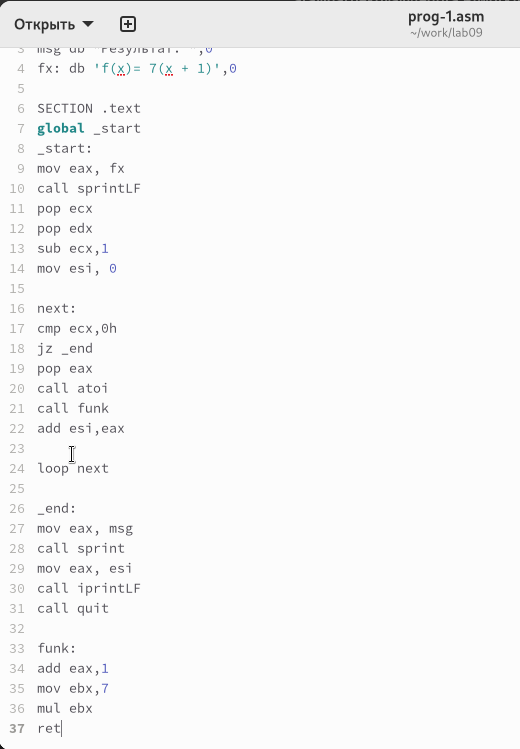 Открыть
prog-1.asm
~/work/lab09
3 msg db "Результат: ",0
4 fx: db 'f(x)= 7(x + 1)',0
5
6 SECTION .text
7 global _start
8 _start:
9 mov eax, fx
10 call sprintLF
11 pop ecx
12 pop edx
13 sub ecx,1
14 mov esi, 0
15
16 next:
17 cmp ecx,0h
18 jz _end
19 pop eax
20 call atoi
21 call funk
22 add esi,eax
23
24 loop next
25
26 _end:
27 mov eax, msg
28 call sprint
29 mov eax, esi
30 call iprintLF
31 call quit
32
33 funk:
34 add eax,1
35 mov ebx,7
36 mul ebx
37 ret